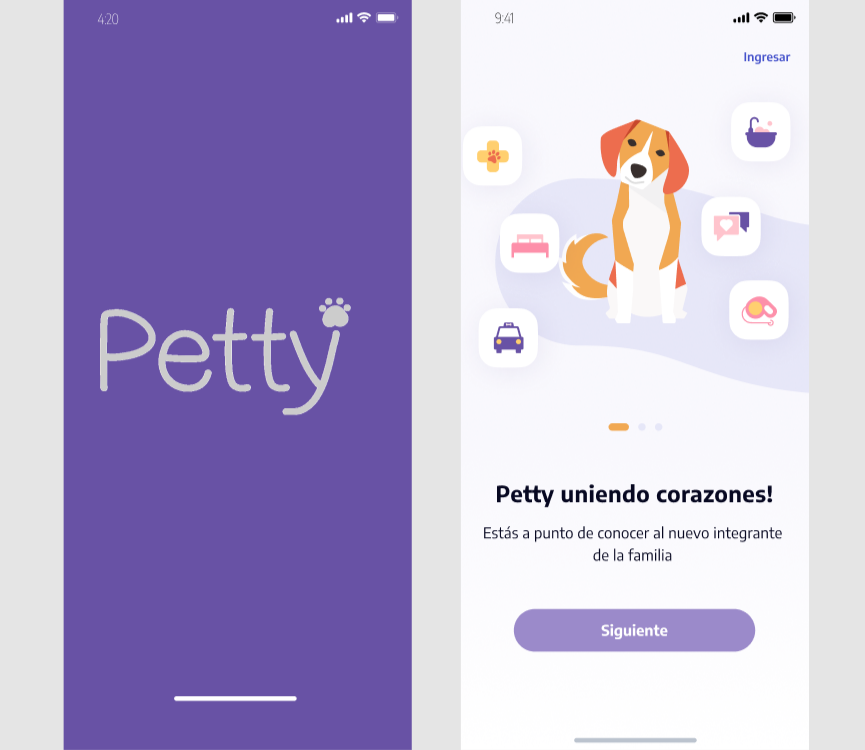 4:20
Petty
9:41
Ingresar
Petty uniendo corazones!
Estás a punto de conocer al nuevo integrante
de la familia
Siguiente